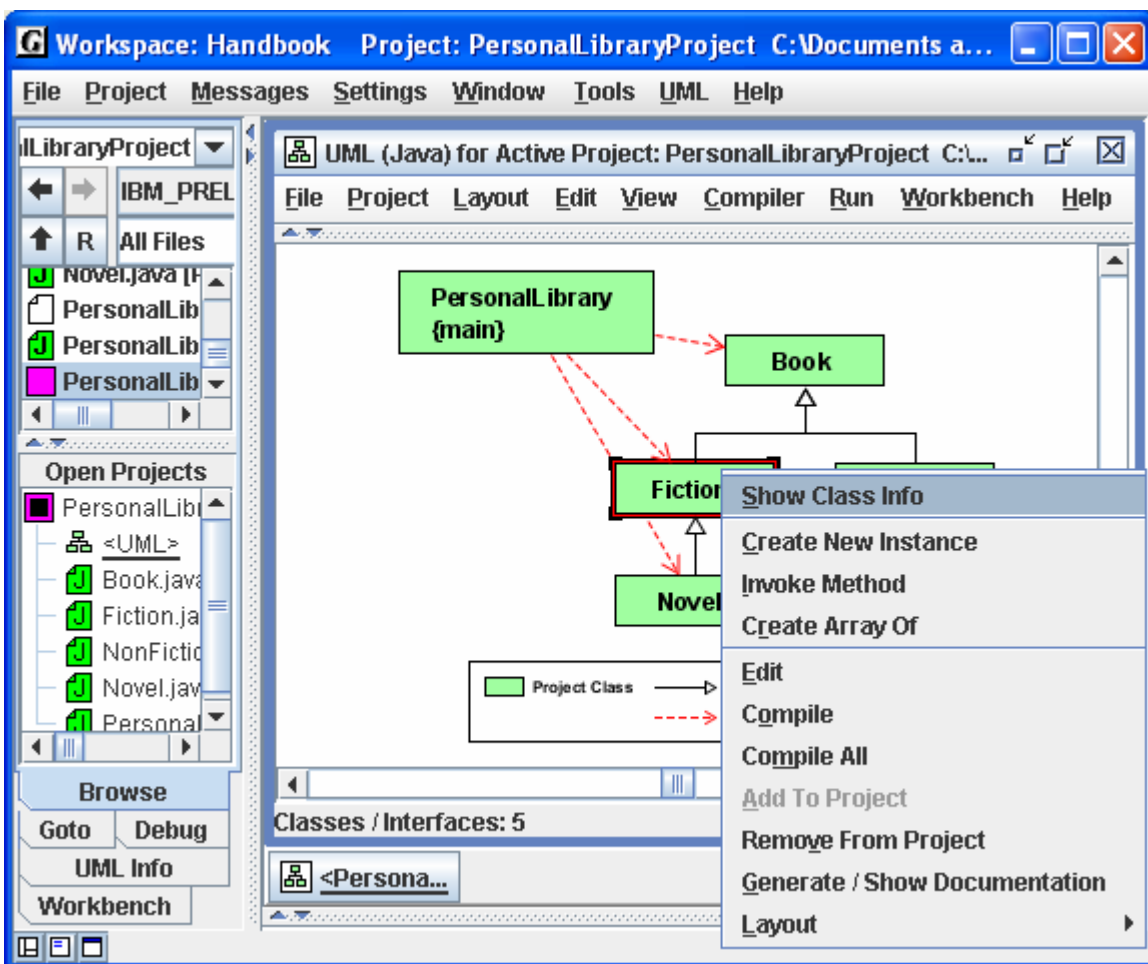 G Workspace: Handbook Project: PersonalLibraryProject C:\Documents a...
File Project Messages Settings Window Tools UML Help
lLibraryProject
IBM_PREL
R All Files
Novel.java
PersonalLib
PersonalLib
PersonalLib
Open Projects
PersonalLibr
<UML>
Book.java
Fiction.ja
NonFictio
Novel.jav
Personal
Browse
Goto Debug
UML Info
Workbench
UML (Java) for Active Project: PersonalLibraryProject C:\...
File Project Layout Edit View Compiler Run Workbench Help
PersonalLibrary
{main}
Book
Fiction
Novel
Project Class
Classes / Interfaces: 5
<Persona...
Show Class Info
Create New Instance
Invoke Method
Create Array Of
Edit
Compile
Compile All
Add To Project
Remove From Project
Generate / Show Documentation
Layout